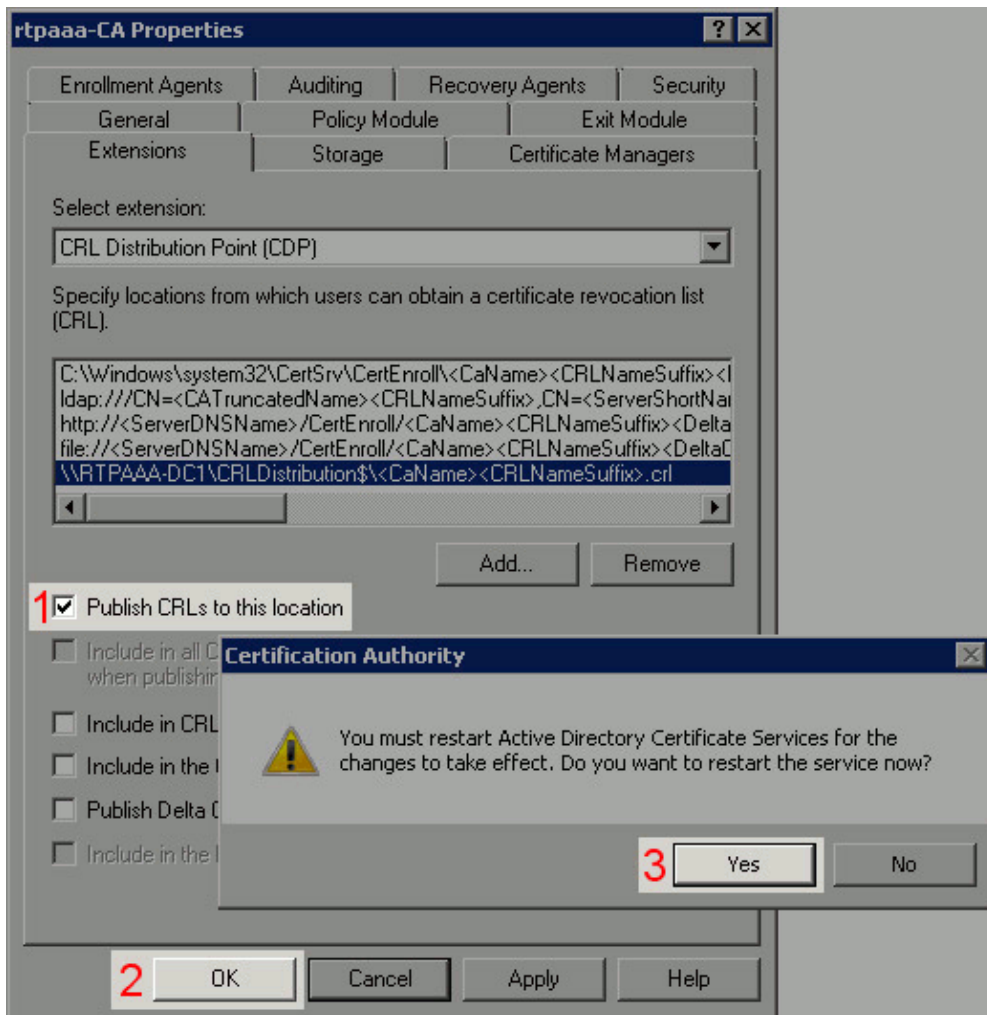 rtpaaa-CA Properties
Enrollment Agents Auditing Recovery Agents Security
General Policy Module Exit Module
Extensions Storage Certificate Managers
Select extension:
CRL Distribution Point (CDP)
Specify locations from which users can obtain a certificate revocation list
(CRL).
C:\Windows\system32\CertSrv\CertEnroll\<CaName><CRLNameSuffix><
ldap:///CN=<CATruncatedName><CRLNameSuffix>,CN=<ServerShortNa
http://<ServerDNSName>/CertEnroll/<CaName><CRLNameSuffix><Delta
file://<ServerDNSName>/CertEnroll/<CaName><CRLNameSuffix><Delta
\\RTPAAA-DC1\CRLDistribution$\<CaName><CRLNameSuffix>.crl
Add... Remove
1 Publish CRLs to this location
Include in all
when
Include in CRL
Include in the
Publish Delta
Include in the
Certification Authority
You must restart Active Directory Certificate Services for the
changes to take effect. Do you want to restart the service now?
3 Yes No
2 OK Cancel Apply Help